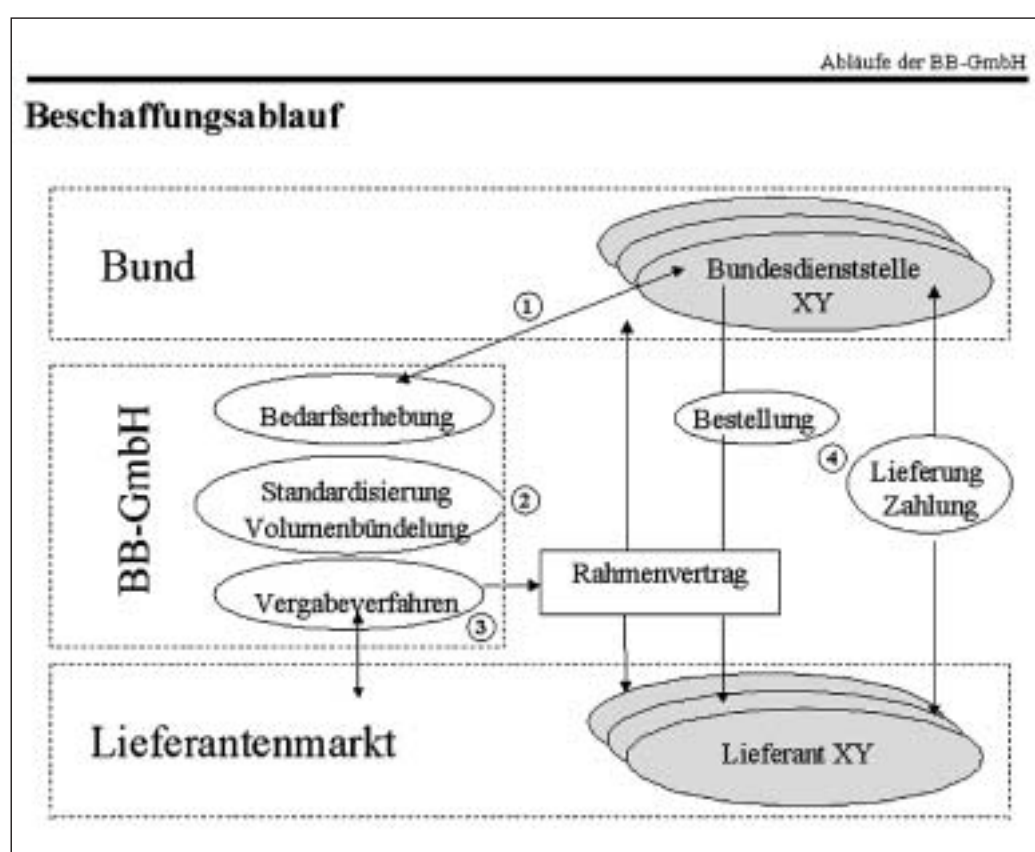 Abläufe der BB-GmbH
Beschaffungsablauf
Bund
Bundesdienststelle
XY
1
BB-GmbH
Bedarfserhebung
Standardisierung
Volumenbündelung
2
Vergabeverfahren
3
Rahmenvertrag
Bestellung
4
Lieferung
Zahlung
Lieferantenmarkt
Lieferant XY